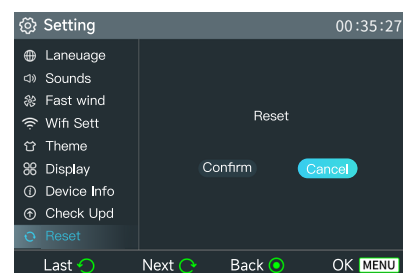 Setting 00:35:27
Laneuage
Sounds
Fast wind
Wifi Sett
Theme
Display
Device Info
Check Upd
Reset
Reset
Confirm Cancel
Last Next Back OK MENU